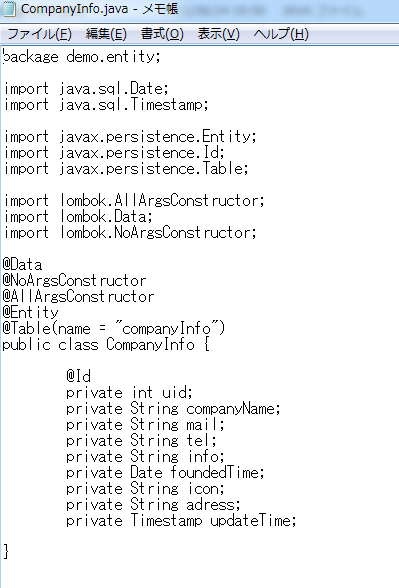 CompanyInfo.java - メモ帳
ファイル(F) 編集(E) 書式(O) 表示(V) ヘルプ(H)
package demo.entity;
import java.sql.Date;
import java.sql.Timestamp;
import javax.persistence.Entity;
import javax.persistence.Id;
import javax.persistence.Table;
import lombok.AllArgsConstructor;
import lombok.Data;
import lombok.NoArgsConstructor;
@Data
@NoArgsConstructor
@AllArgsConstructor
@Entity
@Table(name = "companyInfo")
public class CompanyInfo {
@Id
private int uid;
private String companyName;
private String mail;
private String tel;
private String info;
private Date foundedTime;
private String icon;
private String adress;
private Timestamp updateTime;
}